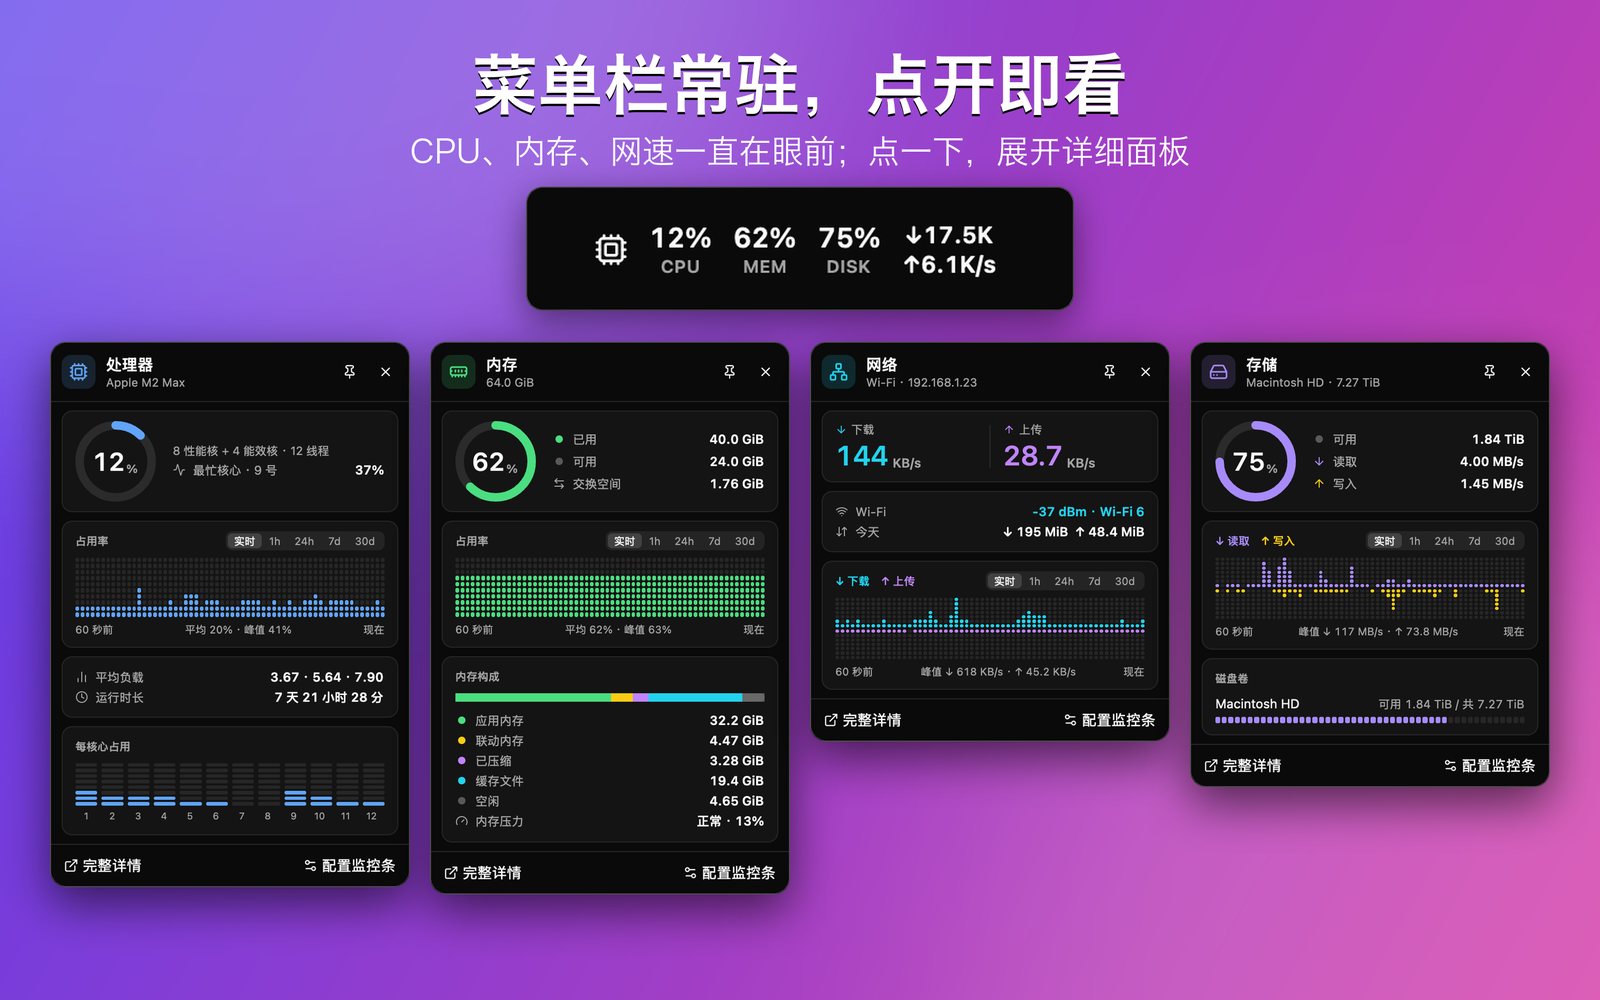 菜单栏常驻，点开即看
CPU、内存、网速一直在眼前；点一下，展开详细面板
12% 62% 75% ↓17.5K
CPU MEM DISK ↑6.1K/s
处理器
Apple M2 Max
12%
8 性能核 + 4 能效核 · 12 线程
最忙核心 · 9 号 37%
占用率 实时 1h 24h 7d 30d
60 秒前 平均 20% · 峰值 41% 现在
平均负载 3.67 · 5.64 · 7.90
运行时长 7 天 21 小时 28 分
每核心占用
1 2 3 4 5 6 7 8 9 10 11 12
完整详情 配置监控条
内存
64.0 GiB
62%
已用 40.0 GiB
可用 24.0 GiB
交换空间 1.76 GiB
占用率 实时 1h 24h 7d 30d
60 秒前 平均 62% · 峰值 63% 现在
内存构成
应用内存 32.2 GiB
联动内存 4.47 GiB
已压缩 3.28 GiB
缓存文件 19.4 GiB
空闲 4.65 GiB
内存压力 正常 · 13%
完整详情 配置监控条
网络
Wi-Fi · 192.168.1.23
↓ 下载 ↑ 上传
144 KB/s 28.7 KB/s
Wi-Fi -37 dBm · Wi-Fi 6
今天 ↓ 195 MiB ↑ 48.4 MiB
↓ 下载 ↑ 上传 实时 1h 24h 7d 30d
60 秒前 峰值 ↓ 618 KB/s · ↑ 45.2 KB/s 现在
完整详情 配置监控条
存储
Macintosh HD · 7.27 TiB
75%
可用 1.84 TiB
↓ 读取 4.00 MB/s
↑ 写入 1.45 MB/s
↓ 读取 ↑ 写入 实时 1h 24h 7d 30d
60 秒前 峰值 ↓ 117 MB/s · ↑ 73.8 MB/s 现在
磁盘卷
Macintosh HD 可用 1.84 TiB / 共 7.27 TiB
完整详情 配置监控条